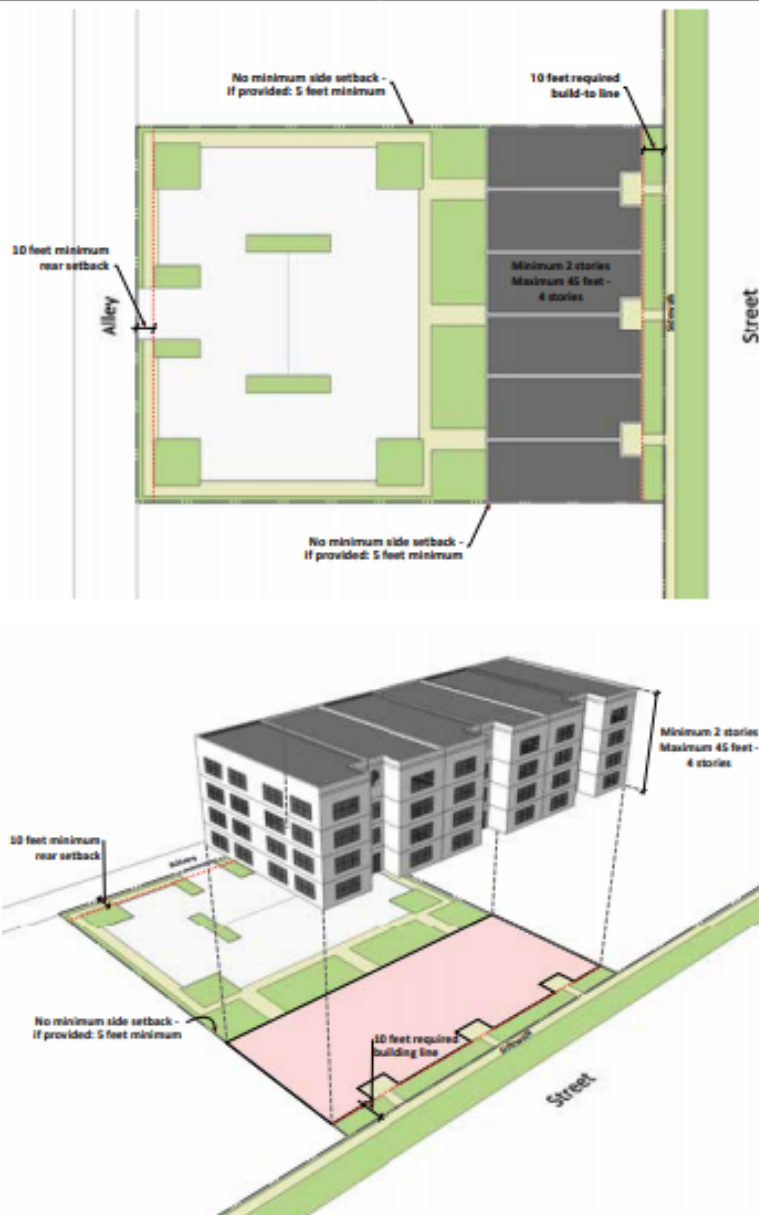 No minimum side setback -
if provided: 5 feet minimum
10 feet required
build-to line
10 feet minimum
rear setback
Alley
Minimum 2 stories
Maximum 45 feet -
4 stories
Sidewalk
Street
No minimum side setback -
if provided: 5 feet minimum
Minimum 2 stories
Maximum 45 feet -
4 stories
10 feet minimum
rear setback
No minimum side setback -
if provided: 5 feet minimum
10 feet required
building line
Sidewalk
Street